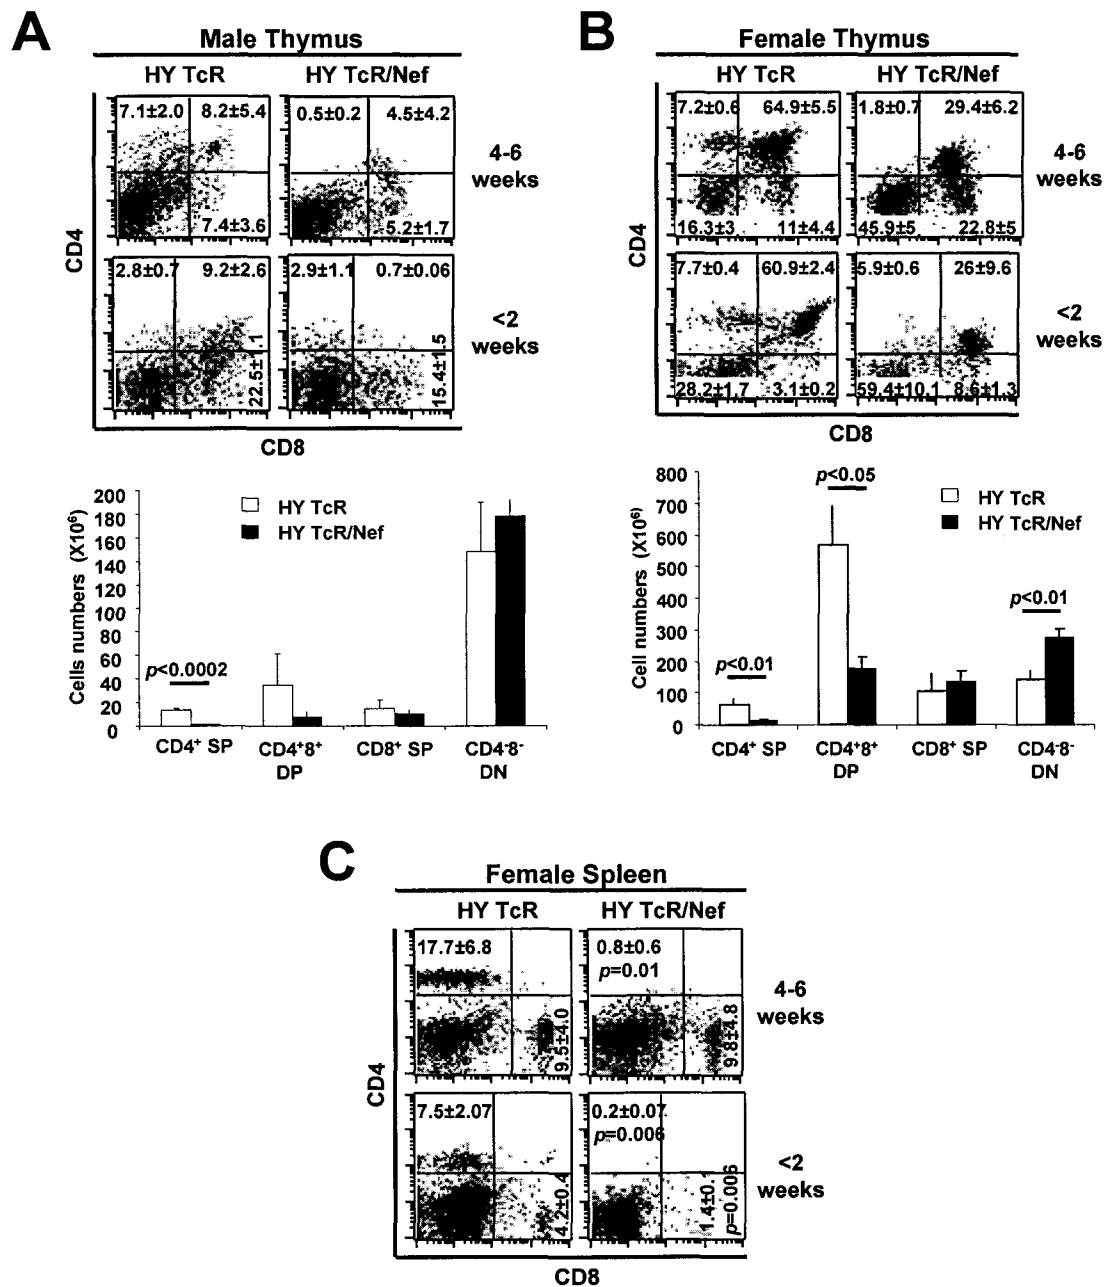 A
Male Thymus
HY TcR HY TcR/Nef
7.1±2.0 8.2±5.4 0.5±0.2 4.5±4.2
4-6
weeks
7.4±3.6 5.2±1.7
CD4
2.8±0.7 9.2±2.6 2.9±1.1 0.7±0.06
<2
weeks
15.4±1.5
CD8
Cells numbers (X10⁶)
200
180
160
140
120
100
80
60
40
20
0
HY TcR
HY TcR/Nef
p<0.0002
CD4⁺ SP CD4⁺8⁺ CD8⁺ SP CD4⁻8⁻
DP DN
B
Female Thymus
HY TcR HY TcR/Nef
7.2±0.6 64.9±5.5 1.8±0.7 29.4±6.2
4-6
weeks
16.3±3 11±4.4 45.9±5 22.8±5
CD4
7.7±0.4 60.9±2.4 5.9±0.6 26±9.6
<2
weeks
28.2±1.7 3.1±0.2 59.4±10.1 8.6±1.3
CD8
Cell numbers (X10⁶)
800
700
600
500
400
300
200
100
0
p<0.05
HY TcR
HY TcR/Nef
p<0.01
p<0.01
CD4⁺ SP CD4⁺8⁺ CD8⁺ SP CD4⁻8⁻
DP DN
C
Female Spleen
HY TcR HY TcR/Nef
17.7±6.8 0.8±0.6
p=0.01
4-6
weeks
9.5±4.0 9.8±4.8
CD4
7.5±2.07 0.2±0.07
p=0.006
<2
weeks
4.2±0.4
p=0.006
CD8